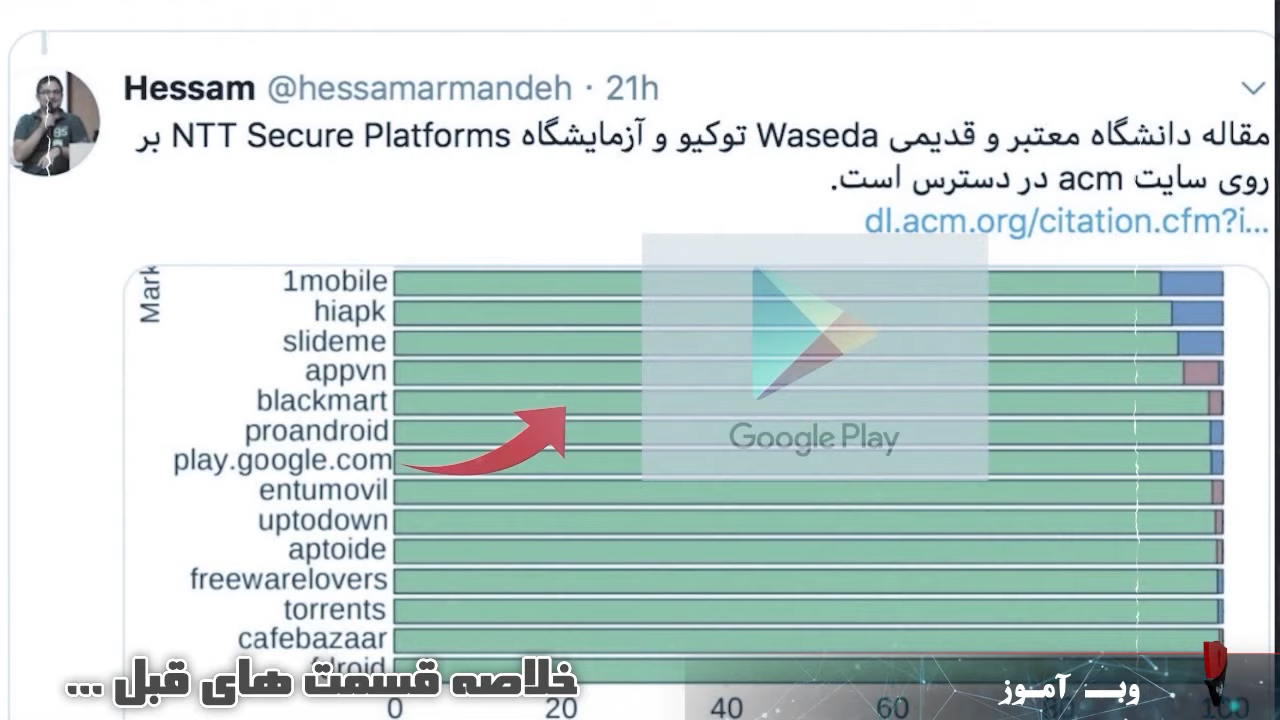 Hessam @hessamarmandeh · 21h
مقاله دانشگاه معتبر و قدیمی Waseda توکیو و آزمایشگاه NTT Secure Platforms بر
روی سایت acm در دسترس است.
dl.acm.org/citation.cfm?i...
Mark
1mobile
hiapk
slideme
appvn
blackmart
proandroid
play.google.com
entumovil
uptodown
aptoide
freewarelovers
torrents
cafebazaar
fdroid
Google Play
0 20 40 60 100
خلاصه قسمت های قبل ...
وب آموز